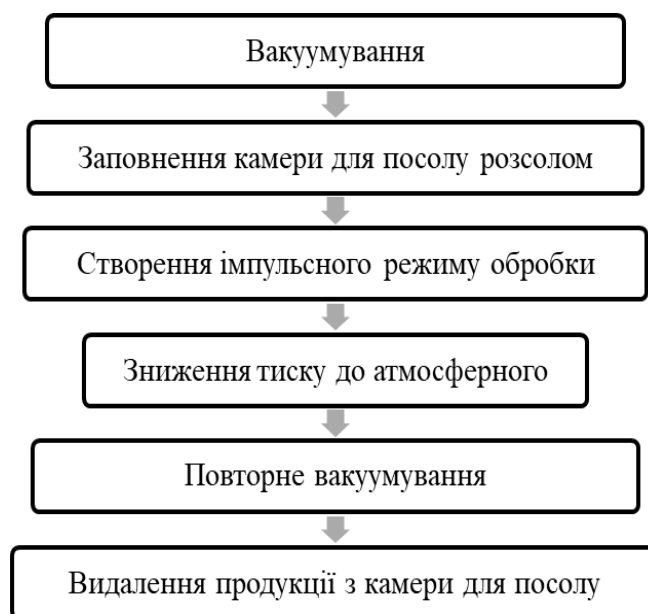 Вакуумування
Заповнення камери для посолу розсолом
Створення імпульсного режиму обробки
Зниження тиску до атмосферного
Повторне вакуумування
Видалення продукції з камери для посолу